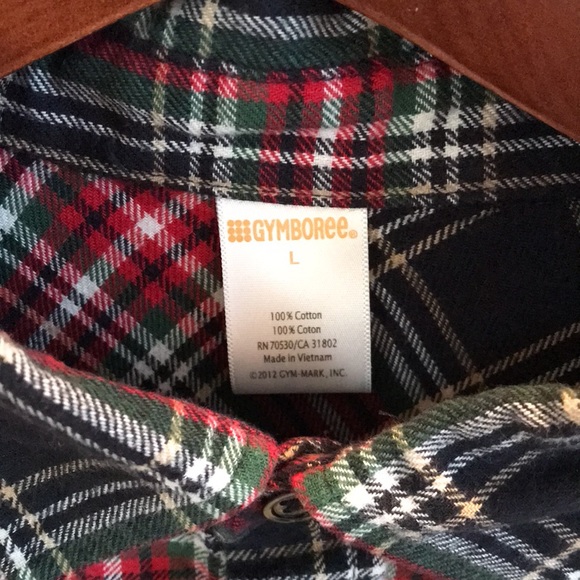 GYMBOREE®
L
100% Cotton
100% Coton
RN 70530/CA 31802
Made in Vietnam
©2012 GYM-MARK, INC.